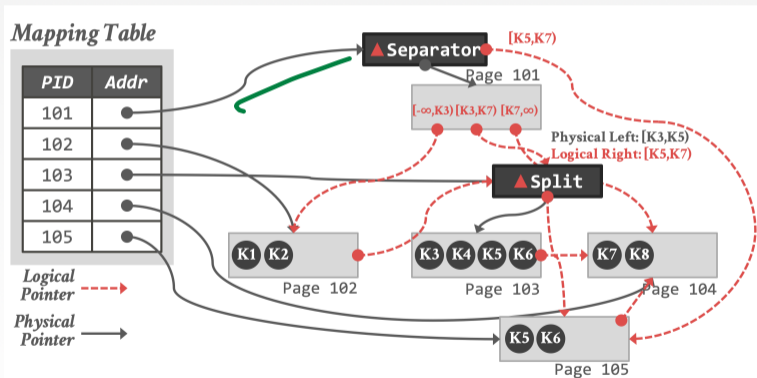 Mapping Table
PID Addr
101
102
103
104
105
Logical
Pointer
Physical
Pointer
▲Separator
[K5,K7)
Page 101
[-∞,K3) [K3,K7) [K7,∞)
Physical Left: [K3,K5)
Logical Right: [K5,K7)
▲Split
K1 K2
Page 102
K3 K4 K5 K6
Page 103
K7 K8
Page 104
K5 K6
Page 105